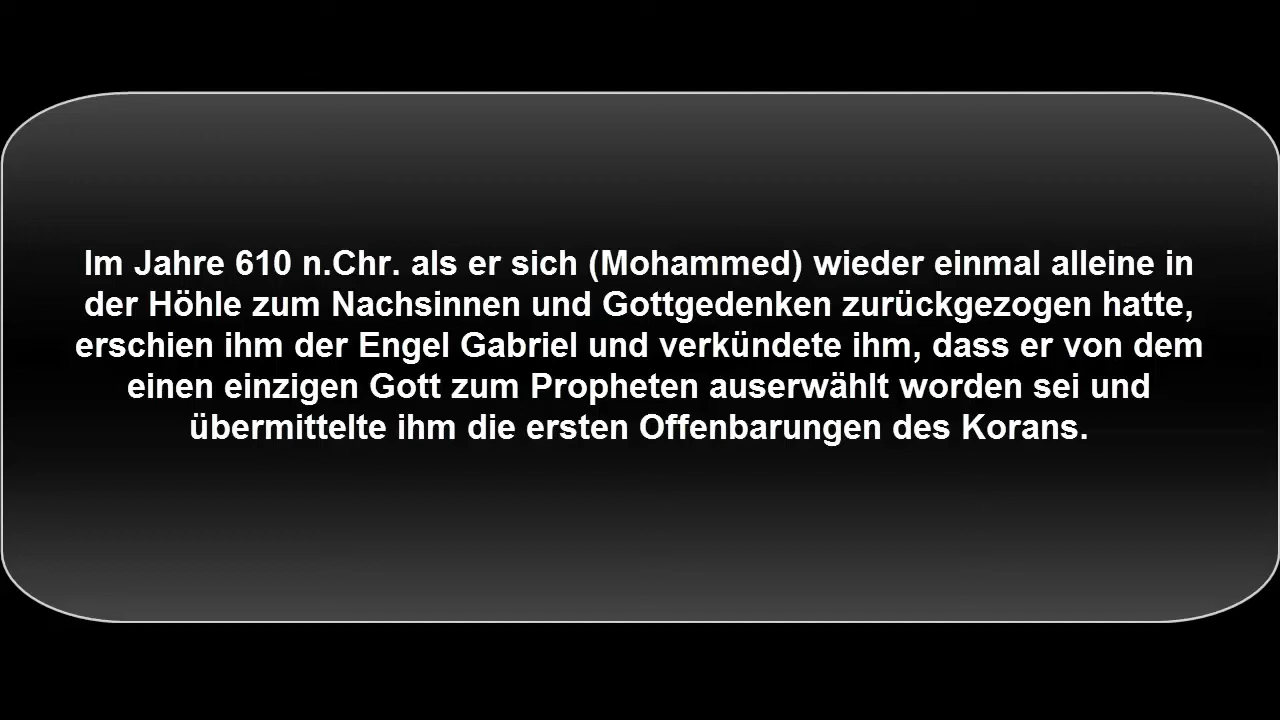 Im Jahre 610 n.Chr. als er sich (Mohammed) wieder einmal alleine in
der Höhle zum Nachsinnen und Gottgedenken zurückgezogen hatte,
erschien ihm der Engel Gabriel und verkündete ihm, dass er von dem
einen einzigen Gott zum Propheten auserwählt worden sei und
übermittelte ihm die ersten Offenbarungen des Korans.